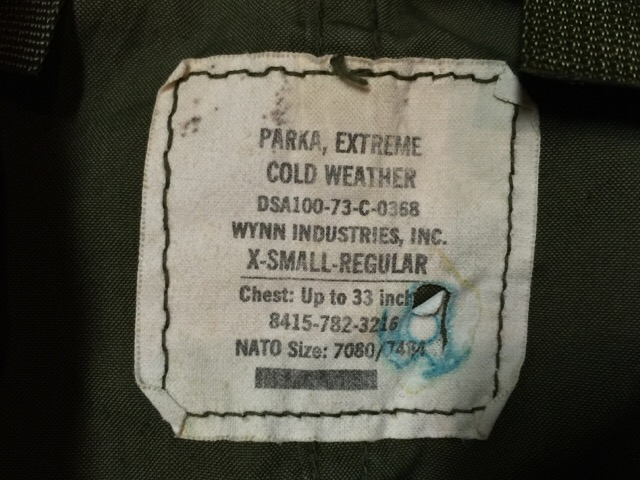 PARKA, EXTREME
COLD WEATHER
DSA100-73-C-0368
WYNN INDUSTRIES, INC.
X-SMALL-REGULAR
Chest: Up to 33 inch
8415-782-3216
NATO Size: 7080/7484